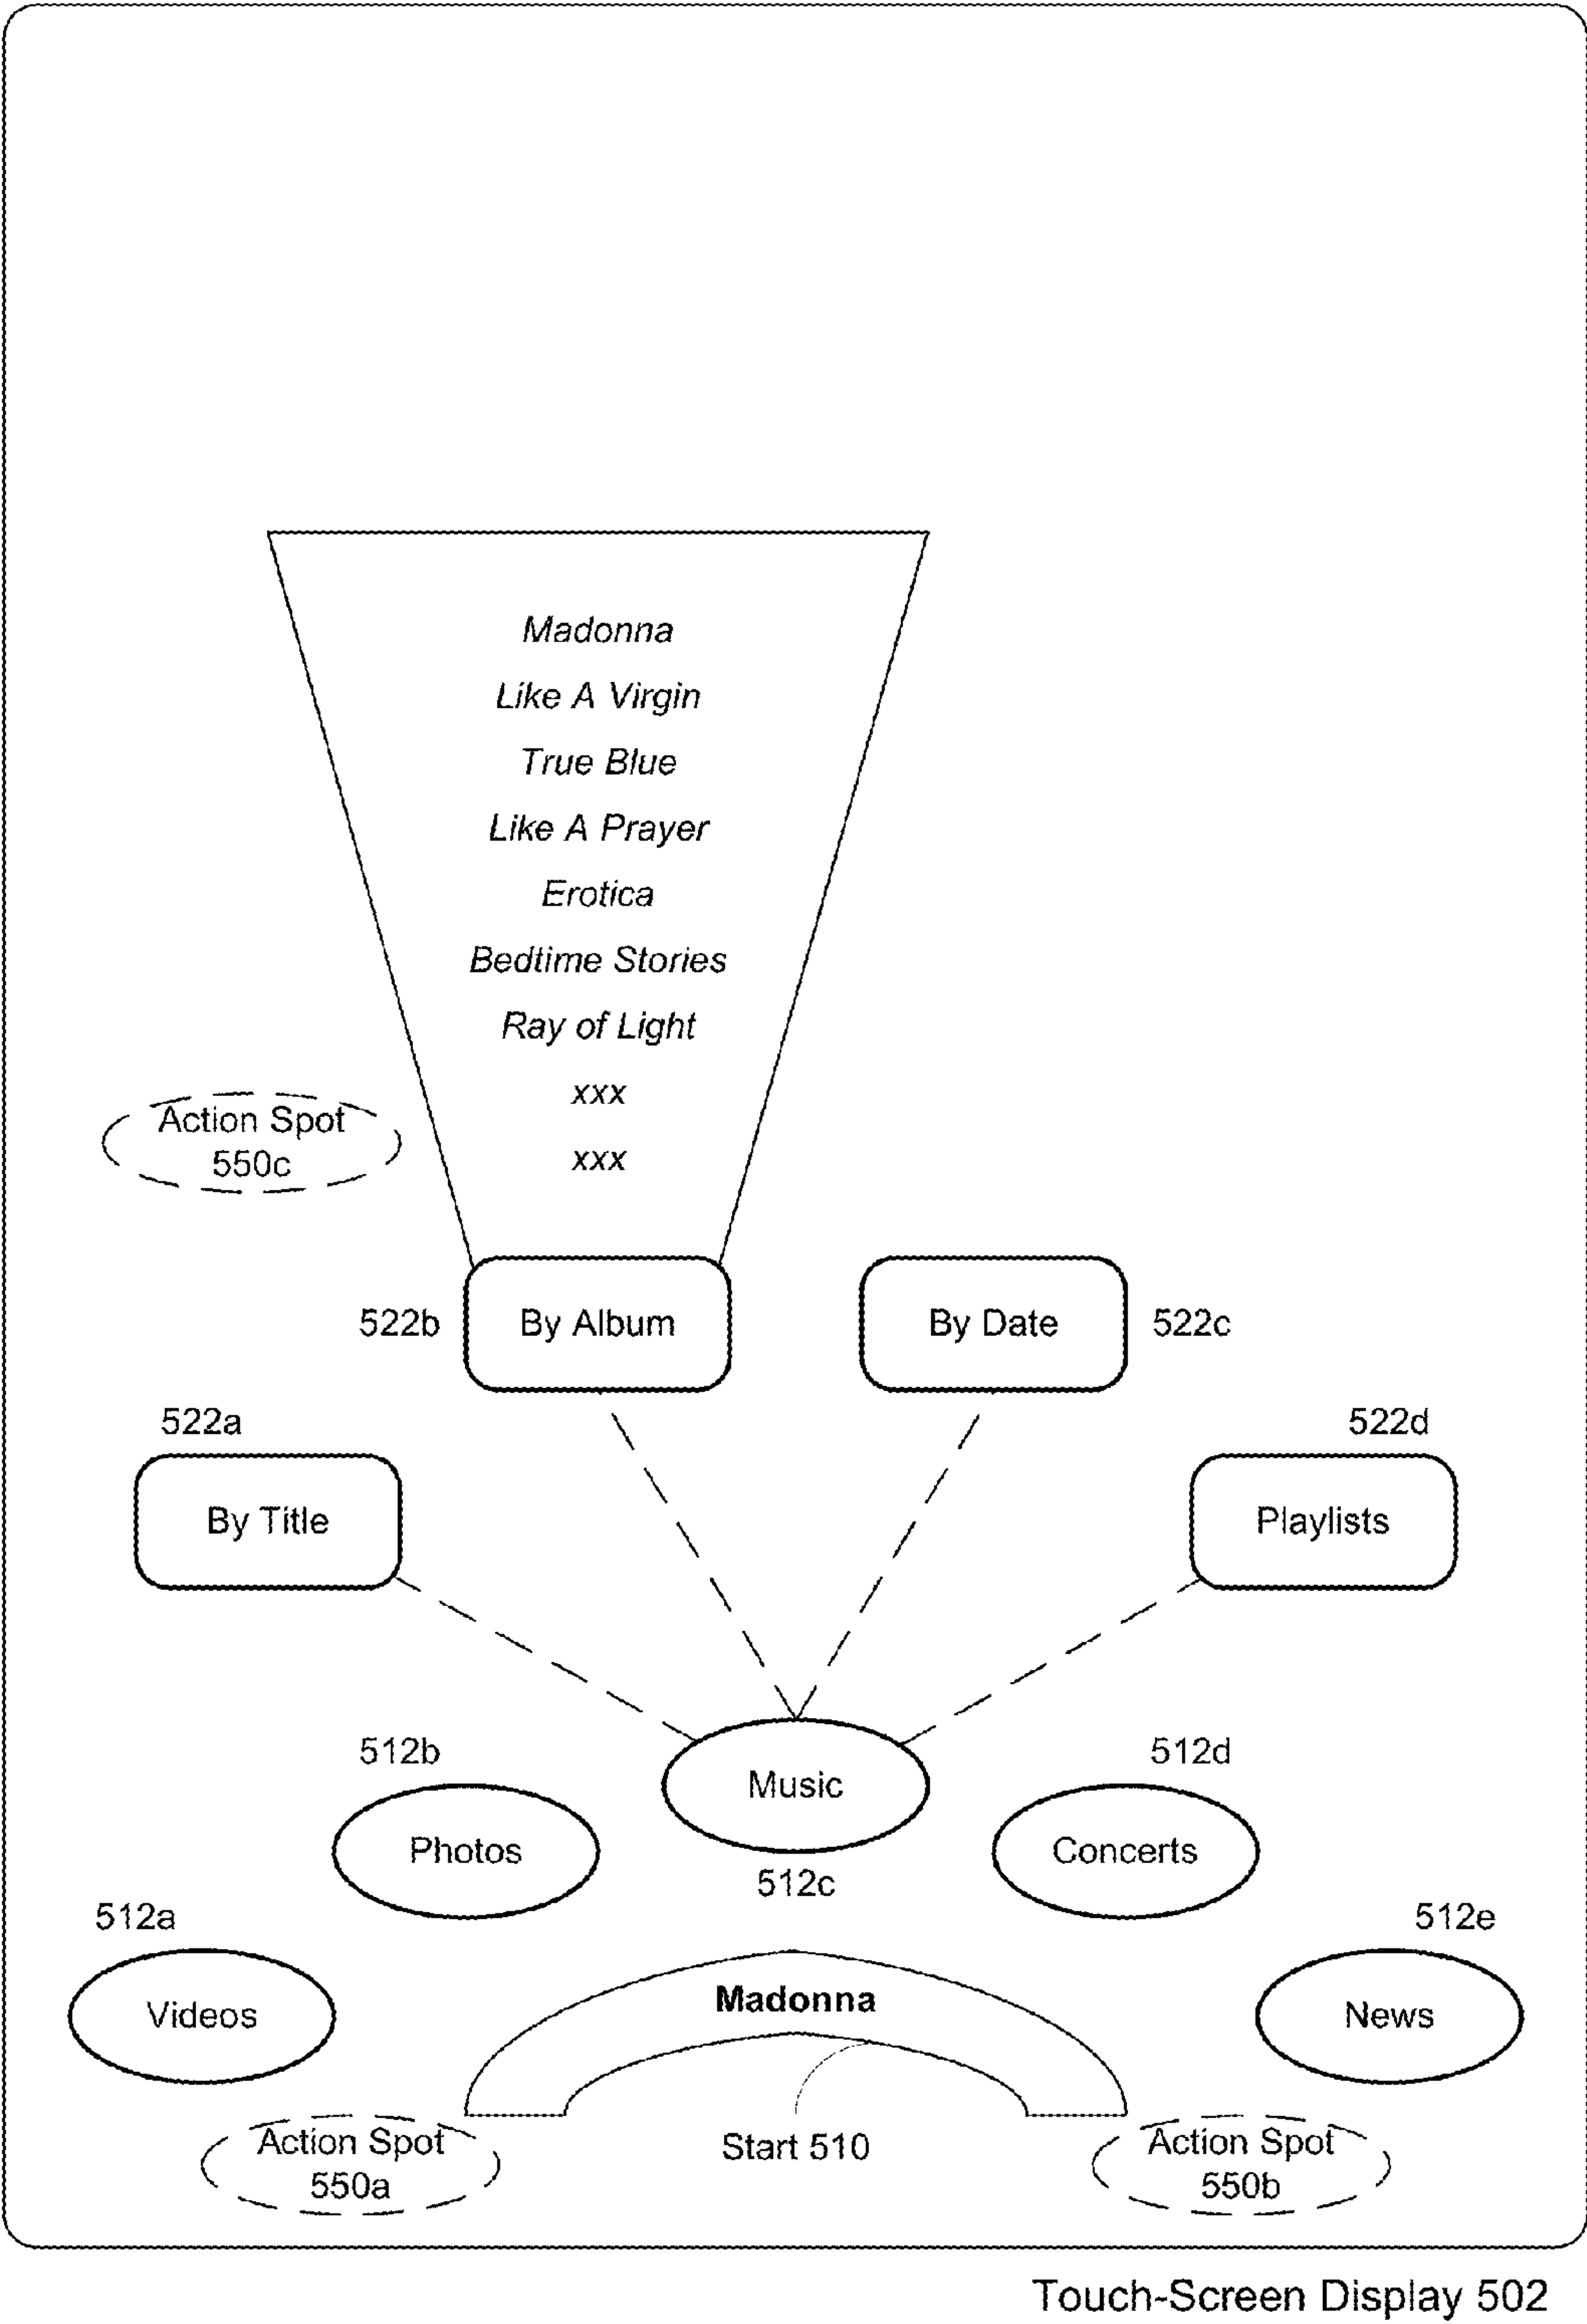 Madonna
Like A Virgin
True Blue
Like A Prayer
Erotica
Bedtime Stories
Ray of Light
xxx
xxx
Action Spot
550c
522b
By Album
By Date
522c
522a
522d
By Title
Playlists
512b
512d
Music
Photos
Concerts
512c
512a
512e
Madonna
Videos
News
Action Spot
550a
Start 510
Action Spot
550b
Touch-Screen Display 502